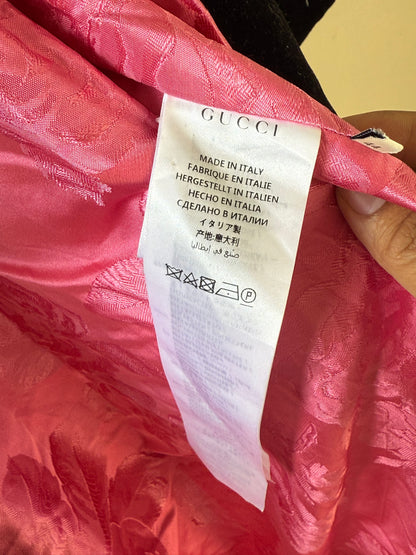 GUCCI
MADE IN ITALY
FABRIQUE EN ITALIE
HERGESTELLT IN ITALIEN
HECHO EN ITALIA
СДЕЛАНО В ИТАЛИИ
イタリア製
产地:意大利
صنع في إيطاليا
P